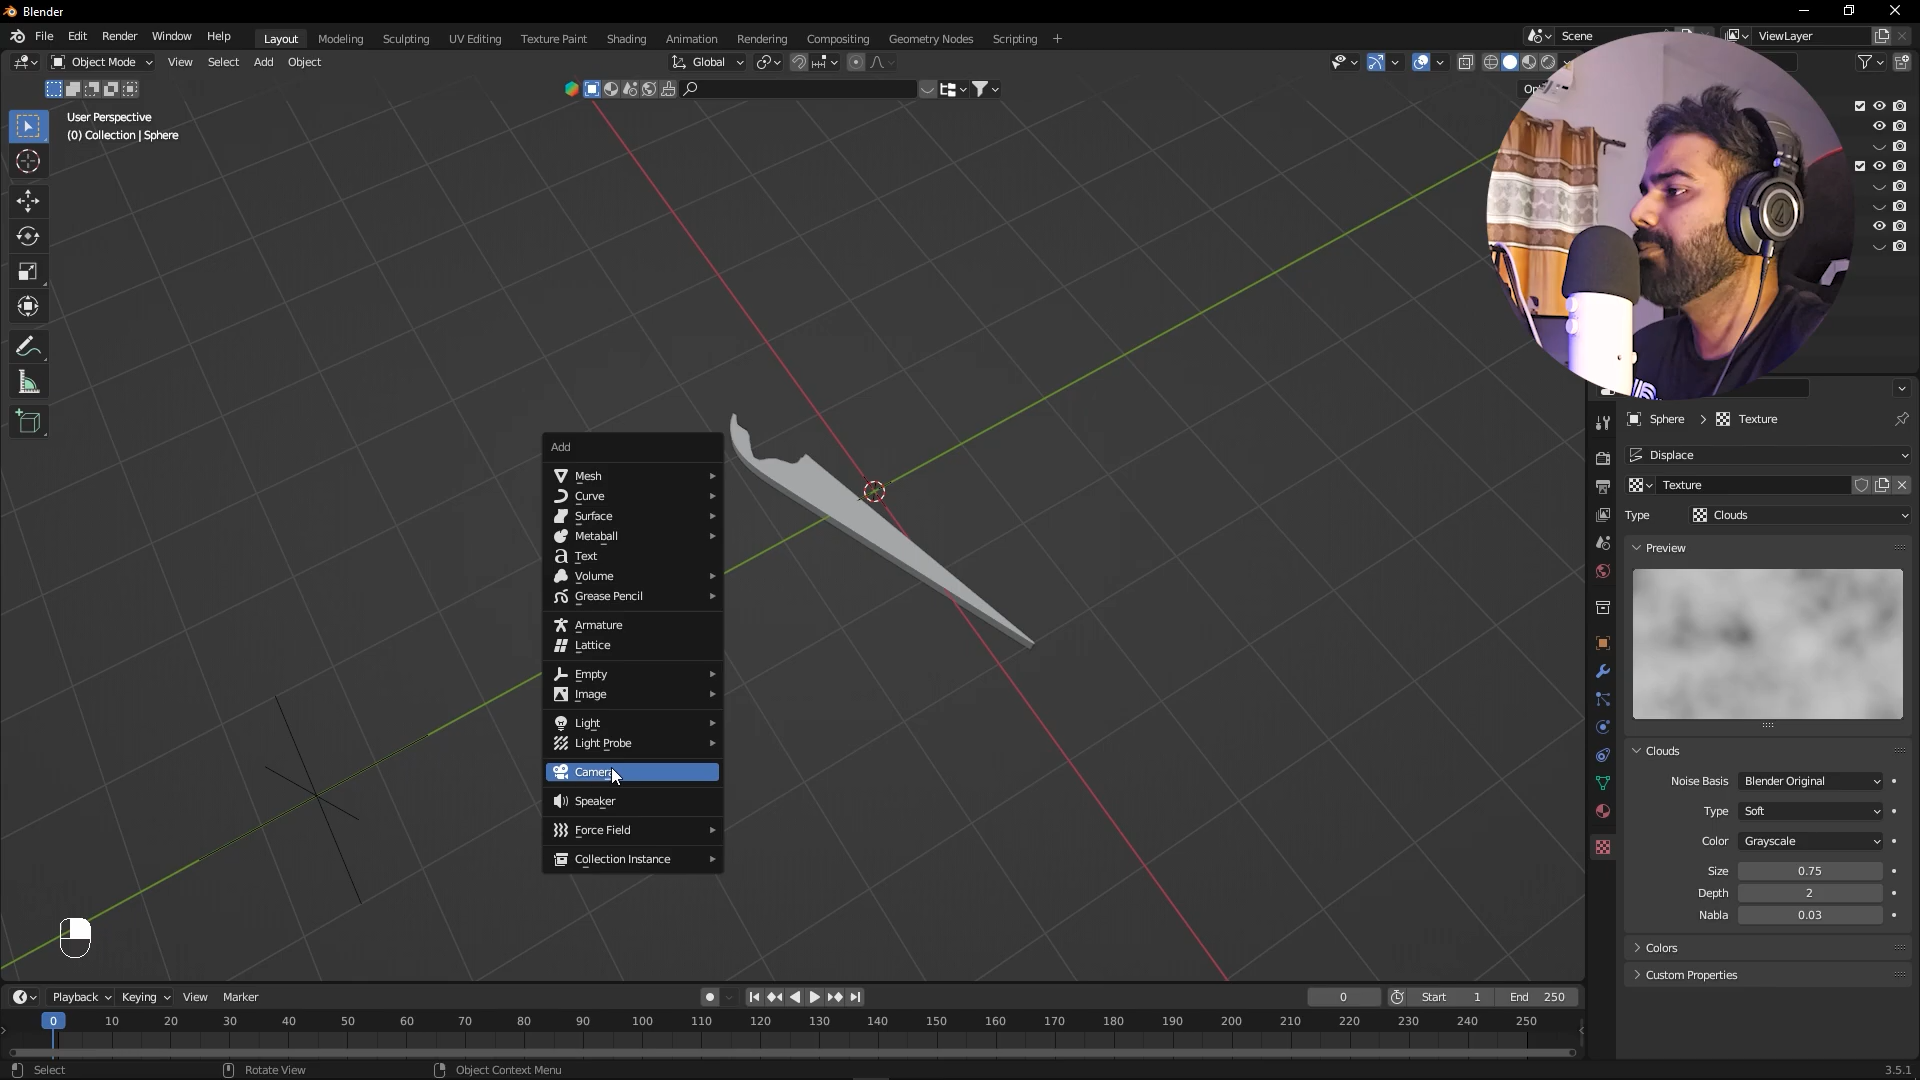 Blender
File Edit Render Window Help
Layout Modeling Sculpting UV Editing Texture Paint Shading Animation Rendering Compositing Geometry Nodes Scripting +
Scene
ViewLayer
Object Mode View Select Add Object
Global
User Perspective
(0) Collection | Sphere
Add
Mesh
Curve
Surface
Metaball
Text
Volume
Grease Pencil
Armature
Lattice
Empty
Image
Light
Light Probe
Camera
Speaker
Force Field
Collection Instance
Sphere > Texture
Displace
Texture
Type Clouds
Preview
Clouds
Noise Basis Blender Original
Type Soft
Color Grayscale
Size 0.75
Depth 2
Nabla 0.03
Colors
Custom Properties
Playback Keying View Marker
0 Start 1 End 250
0 10 20 30 40 50 60 70 80 90 100 110 120 130 140 150 160 170 180 190 200 210 220 230 240 250
Select Rotate View Object Context Menu 3.5.1